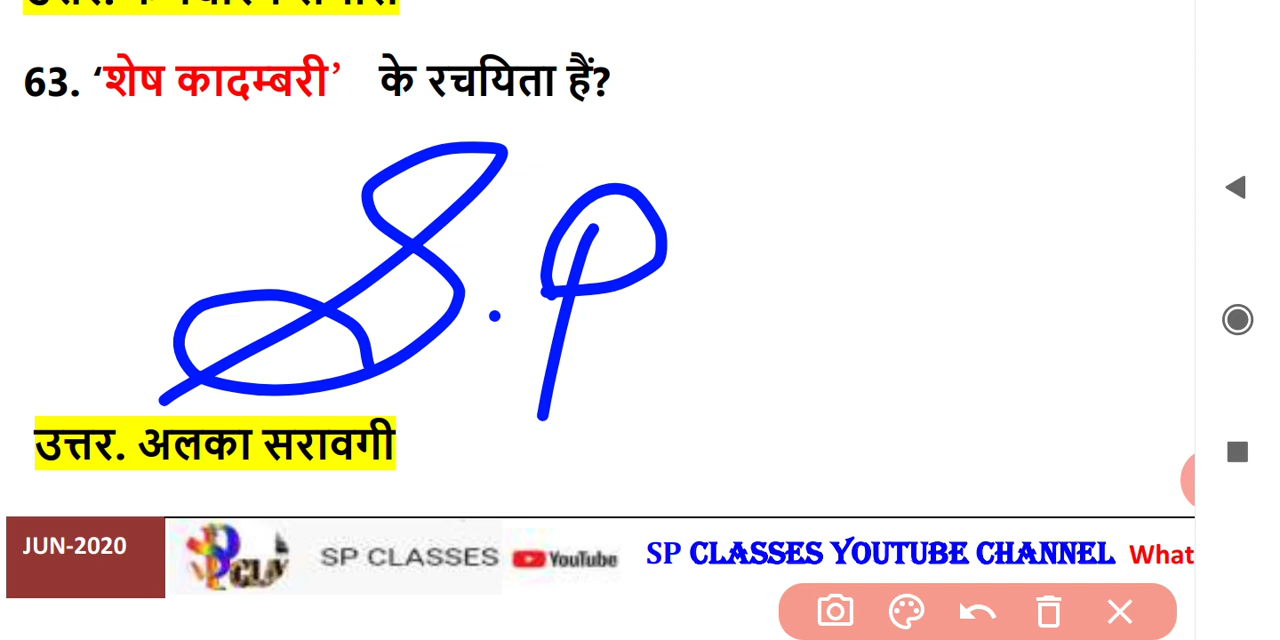 63. ‘शेष कादम्बरी’ के रचयिता हैं?
S.P
उत्तर. अलका सरावगी
JUN-2020
SP CLASSES YouTube
SP CLASSES YOUTUBE CHANNEL What